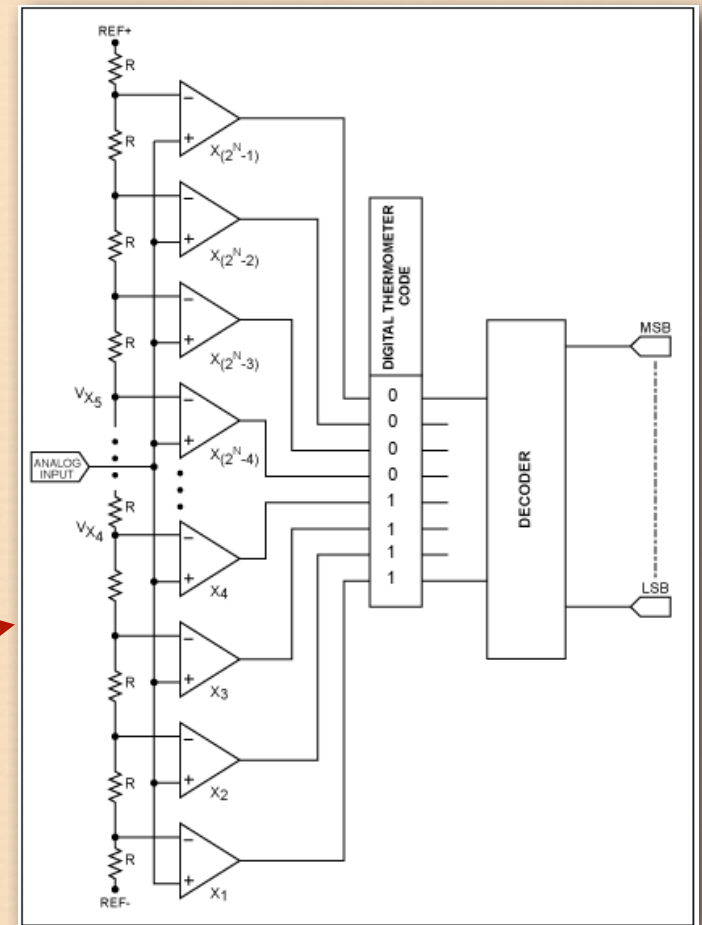 REF+
R
X(2^N-1)
R
X(2^N-2)
R
X(2^N-3)
R
VX5
X(2^N-4)
ANALOG
INPUT
R
VX4
X4
R
X3
R
X2
R
X1
R
REF-
DIGITAL THERMOMETER
CODE
0
0
0
0
1
1
1
1
DECODER
MSB
LSB